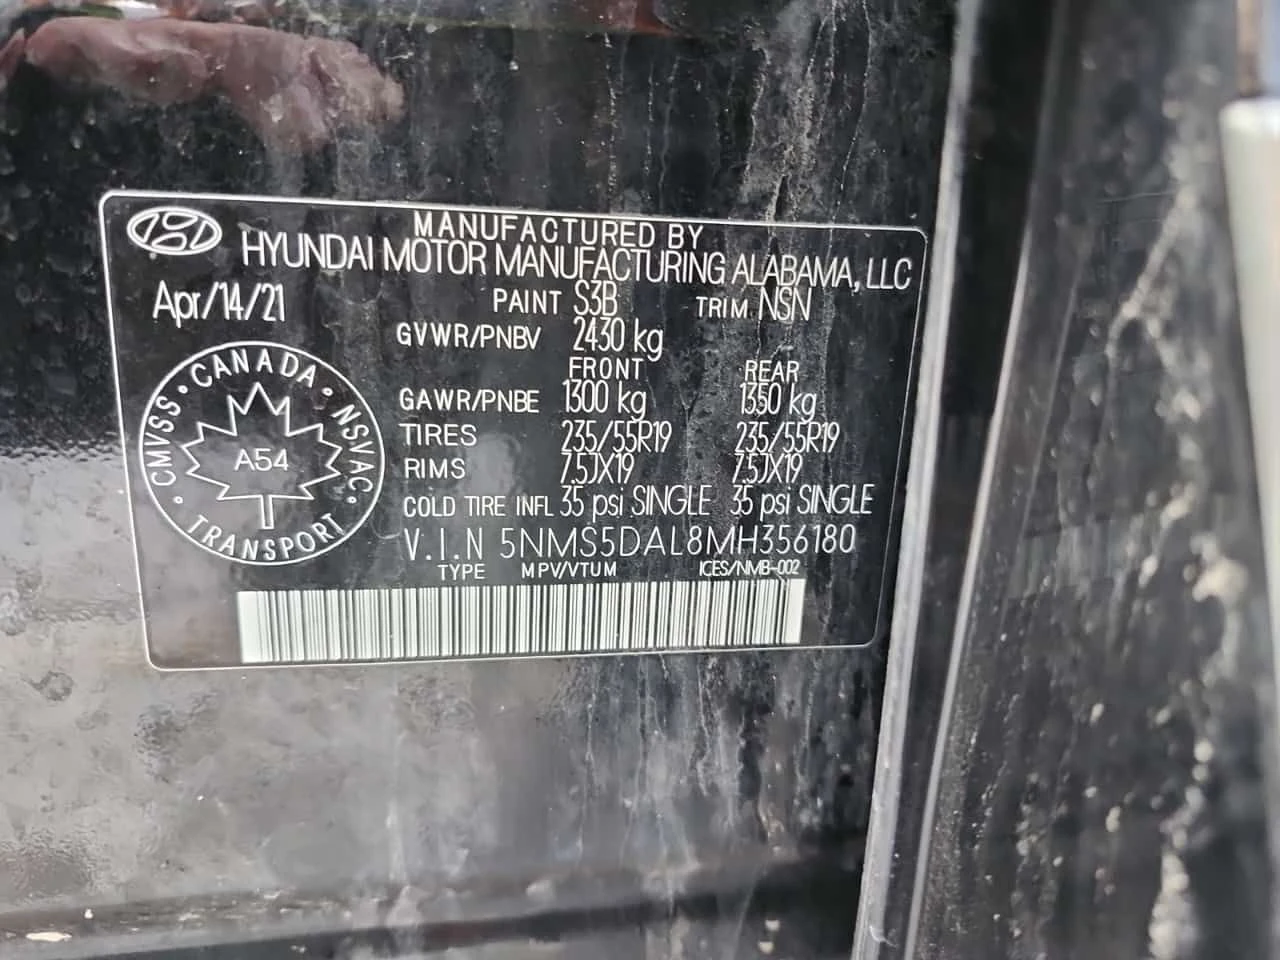 MANUFACTURED BY
HYUNDAI MOTOR MANUFACTURING ALABAMA, LLC
Apr/14/21
PAINT S3B TRIM NSN
GVWR/PNBV 2430 kg
FRONT REAR
GAWR/PNBE 1300 kg 1350 kg
TIRES 235/55R19 235/55R19
RIMS 7.5JX19 7.5JX19
COLD TIRE INFL 35 psi SINGLE 35 psi SINGLE
V.I.N 5NMS5DAL8MH356180
TYPE MPV/VTUM ICES/NMB-002
CANADA · NSVAC · TRANSPORT · CMVSS ·
A54